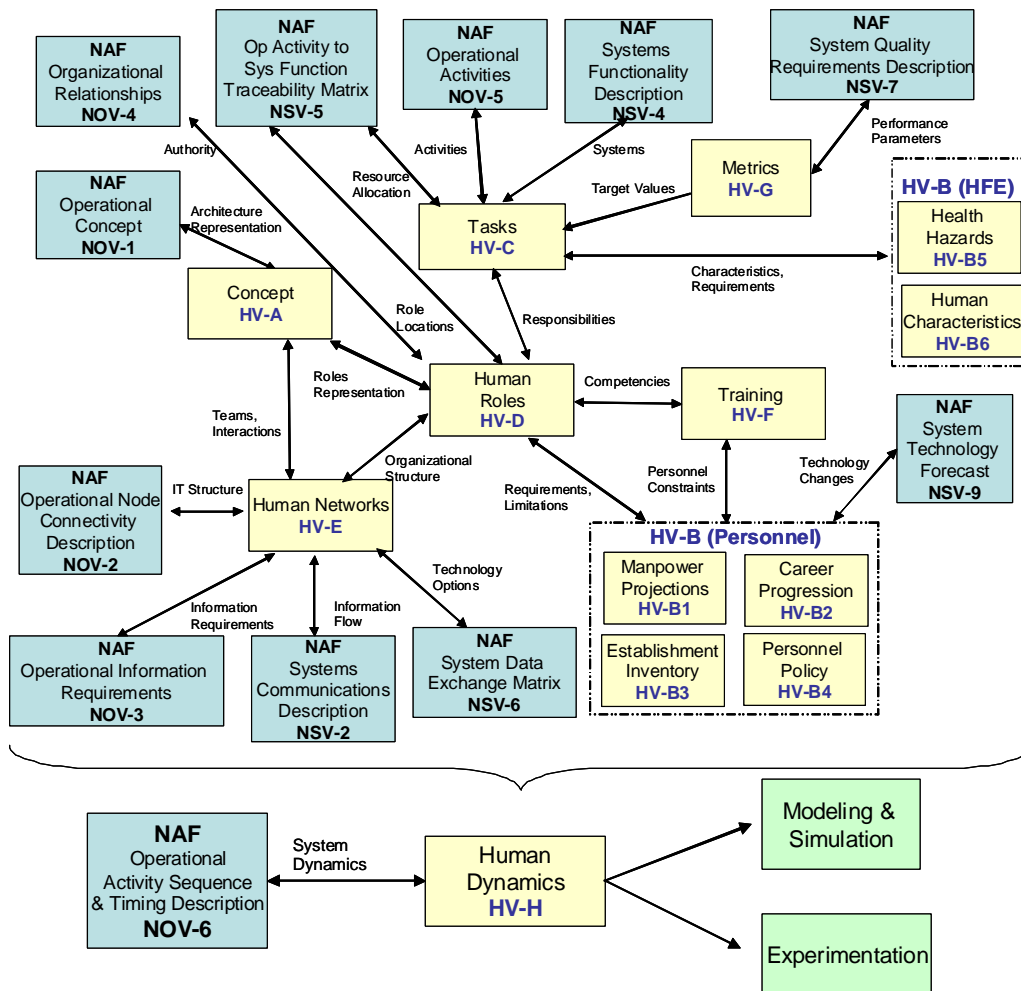 NAF
Organizational
Relationships
NOV-4
NAF
Op Activity to
Sys Function
Traceability Matrix
NSV-5
NAF
Operational
Activities
NOV-5
NAF
Systems
Functionality
Description
NSV-4
NAF
System Quality
Requirements Description
NSV-7
Authority
Resource
Allocation
Activities
Systems
Performance
Parameters
Metrics
HV-G
Target Values
NAF
Operational
Concept
NOV-1
Architecture
Representation
Tasks
HV-C
HV-B (HFE)
Health
Hazards
HV-B5
Human
Characteristics
HV-B6
Characteristics,
Requirements
Concept
HV-A
Role
Locations
Responsibilities
Roles
Representation
Human
Roles
HV-D
Competencies
Training
HV-F
Teams,
Interactions
Organizational
Structure
Requirements,
Limitations
Personnel
Constraints
Technology
Changes
NAF
System
Technology
Forecast
NSV-9
NAF
Operational Node
Connectivity
Description
NOV-2
IT Structure
Human Networks
HV-E
HV-B (Personnel)
Manpower
Projections
HV-B1
Career
Progression
HV-B2
Establishment
Inventory
HV-B3
Personnel
Policy
HV-B4
Information
Requirements
Information
Flow
Technology
Options
NAF
Operational Information
Requirements
NOV-3
NAF
Systems
Communications
Description
NSV-2
NAF
System Data
Exchange Matrix
NSV-6
NAF
Operational
Activity Sequence
& Timing Description
NOV-6
System
Dynamics
Human
Dynamics
HV-H
Modeling &
Simulation
Experimentation